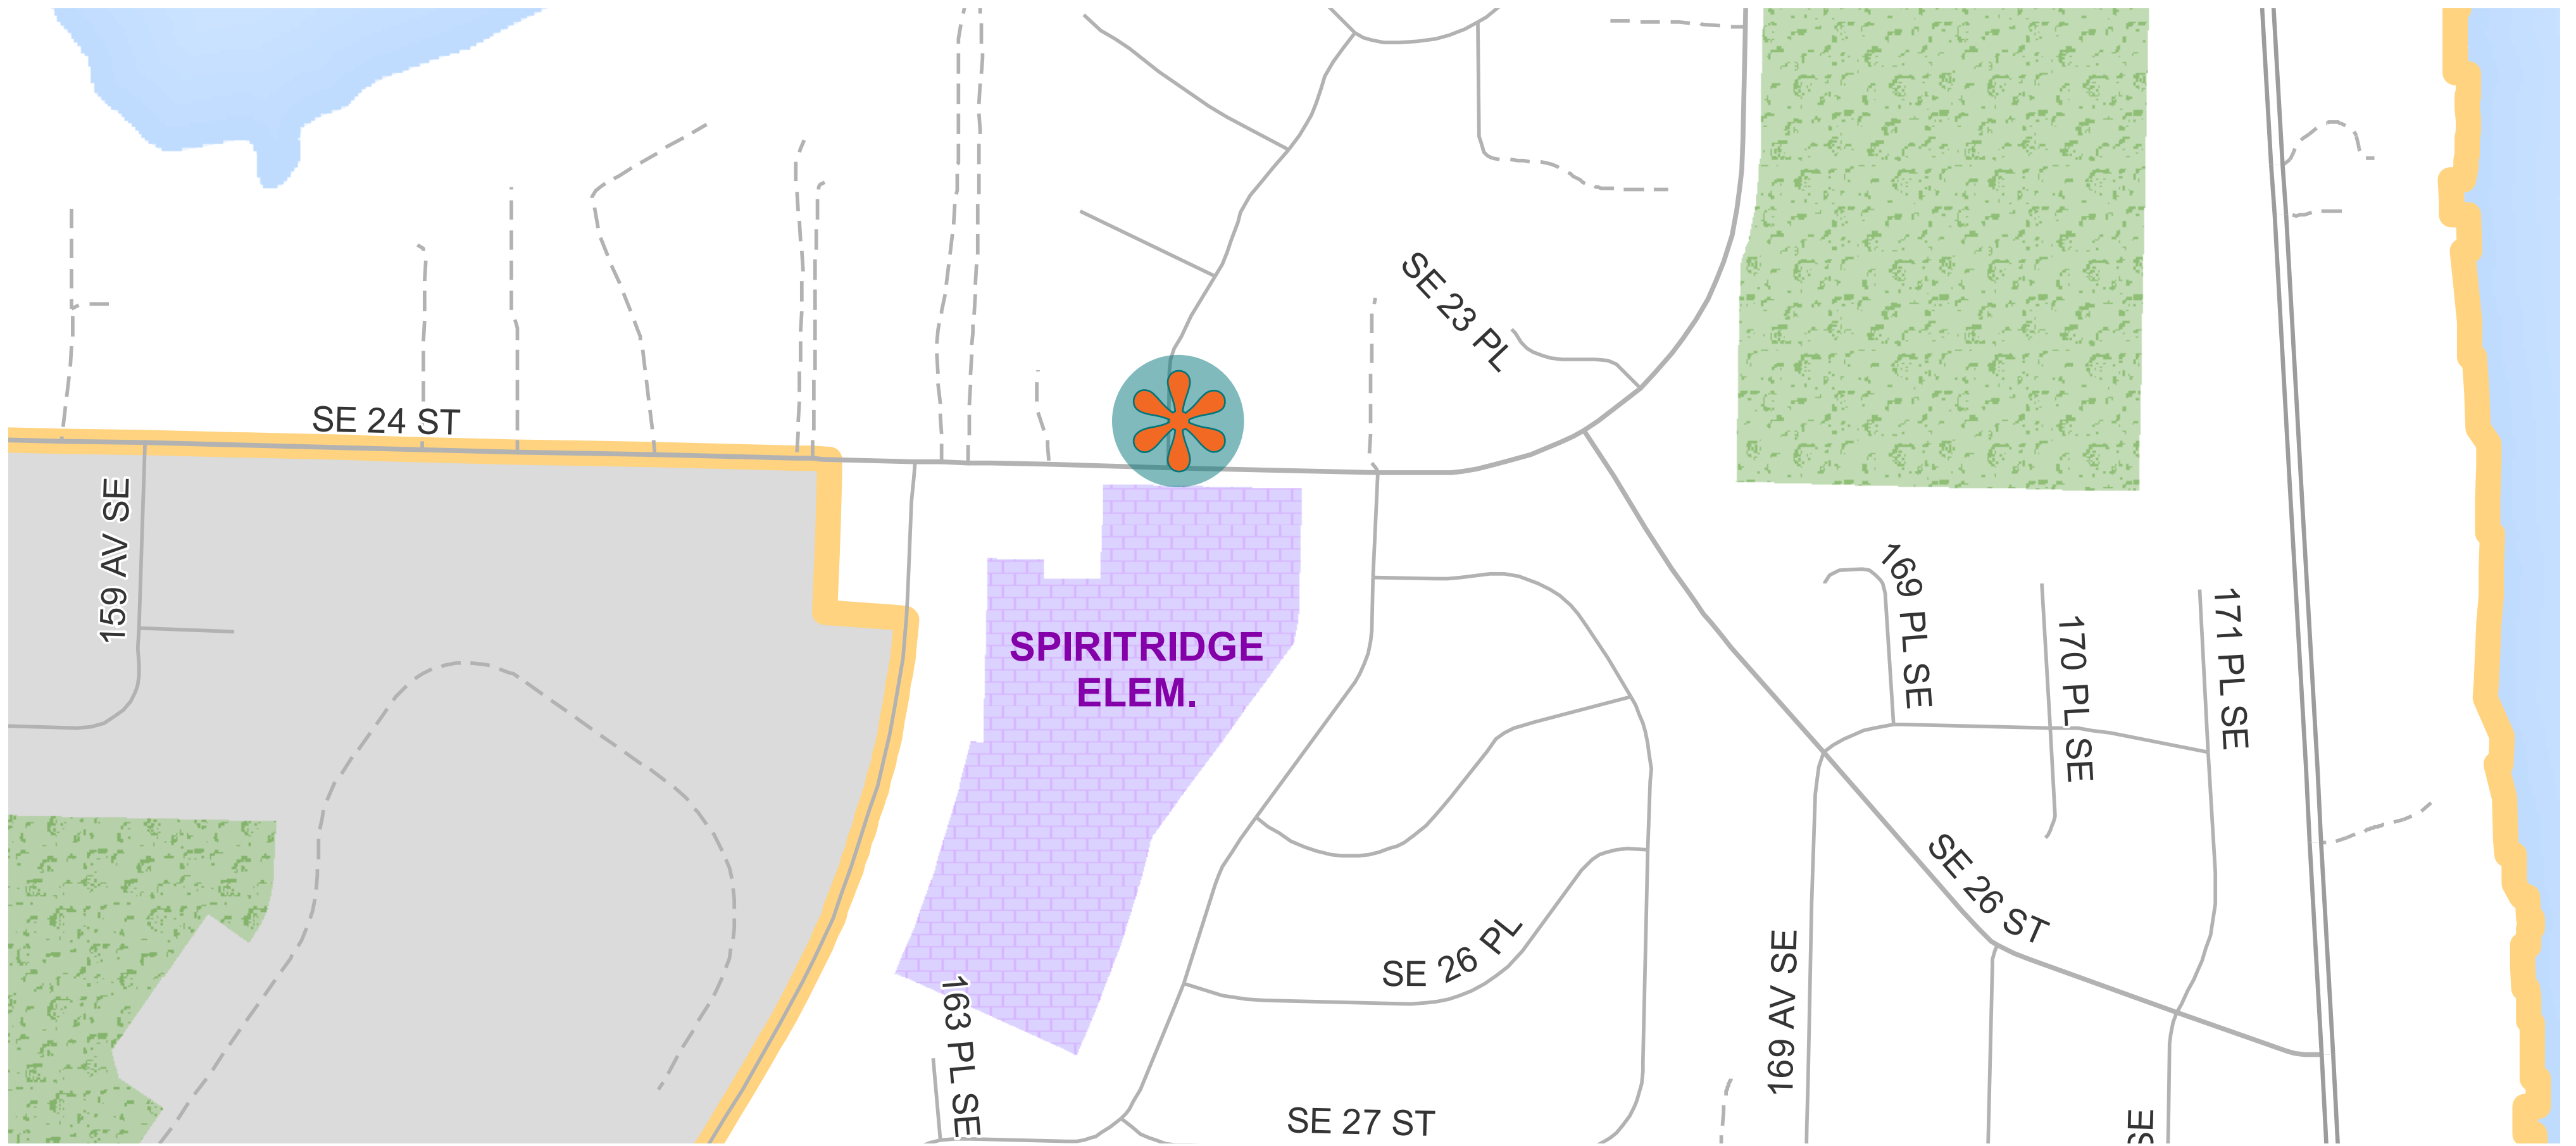 SE 23 PL
SE 24 ST
159 AV SE
169 PL SE
170 PL SE
171 PL SE
SPIRITRIDGE
ELEM.
SE 26 ST
SE 26 PL
169 AV SE
163 PL SE
SE 27 ST
SE